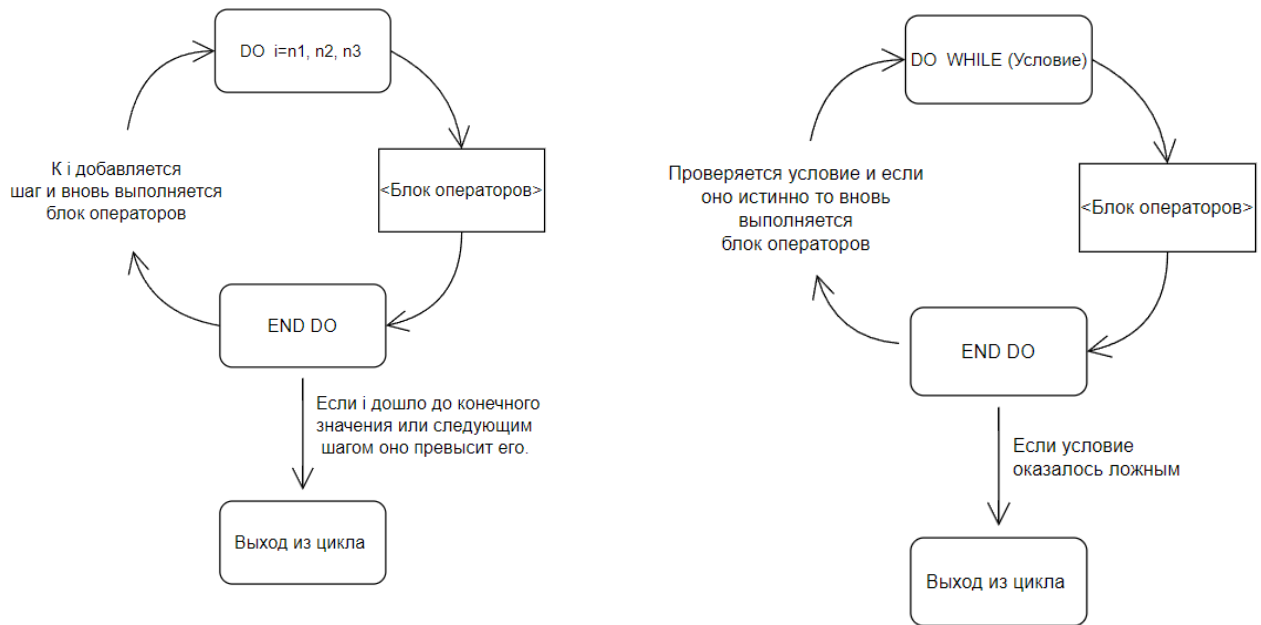 DO i=n1, n2, n3
К i добавляется
шаг и вновь выполняется
блок операторов
<Блок операторов>
END DO
Если i дошло до конечного
значения или следующим
шагом оно превысит его.
Выход из цикла
DO WHILE (Условие)
Проверяется условие и если
оно истинно то вновь
выполняется
блок операторов
<Блок операторов>
END DO
Если условие
оказалось ложным
Выход из цикла